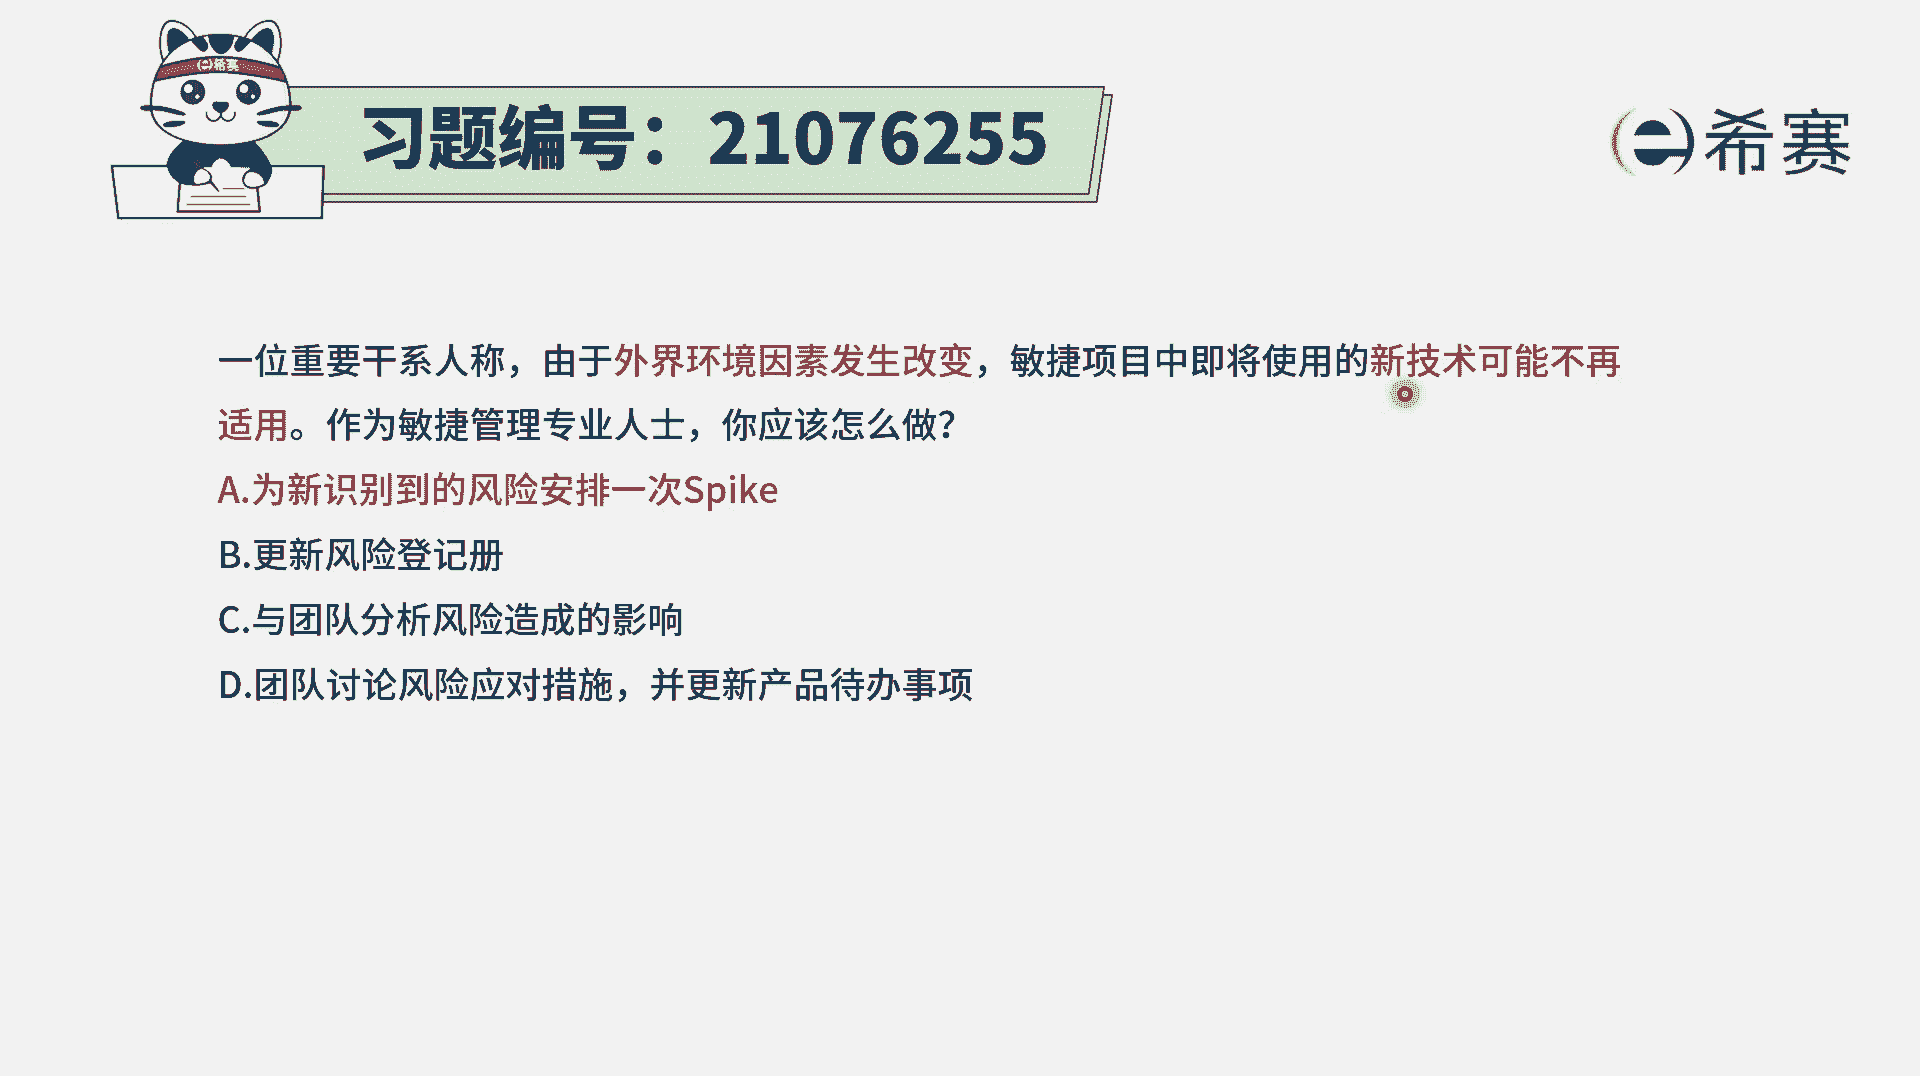 希赛
习题编号：21076255
希赛
一位重要干系人称，由于外界环境因素发生改变，敏捷项目中即将使用的新技术可能不再
适用。作为敏捷管理专业人士，你应该怎么做？
A.为新识别到的风险安排一次Spike
B.更新风险登记册
C.与团队分析风险造成的影响
D.团队讨论风险应对措施，并更新产品待办事项